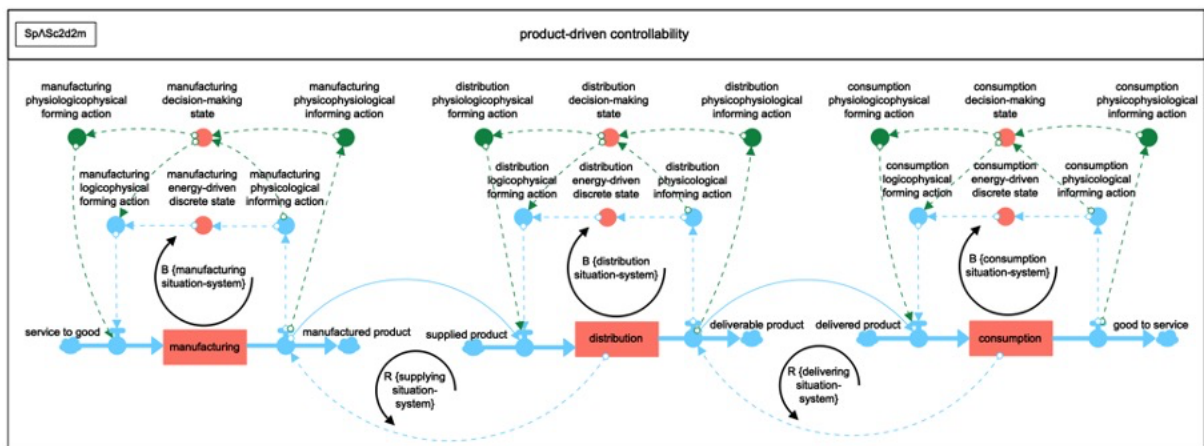 SpΛSc2d2m
product-driven controllability
manufacturing
physiologicophysical
forming action
manufacturing
decision-making
state
manufacturing
physicophysiological
informing action
distribution
physiologicophysical
forming action
distribution
decision-making
state
distribution
physicophysiological
informing action
consumption
physiologicophysical
forming action
consumption
decision-making
state
consumption
physicophysiological
informing action
manufacturing
logicophysical
forming action
manufacturing
energy-driven
discrete state
manufacturing
physicological
informing action
distribution
logicophysical
forming action
distribution
energy-driven
discrete state
distribution
physicological
informing action
consumption
logicophysical
forming action
consumption
energy-driven
discrete state
consumption
physicological
informing action
B {manufacturing
situation-system}
B {distribution
situation-system}
B {consumption
situation-system}
service to good
manufacturing
manufactured product
supplied product
distribution
deliverable product
delivered product
consumption
good to service
R {supplying
situation-
system}
R {delivering
situation-
system}